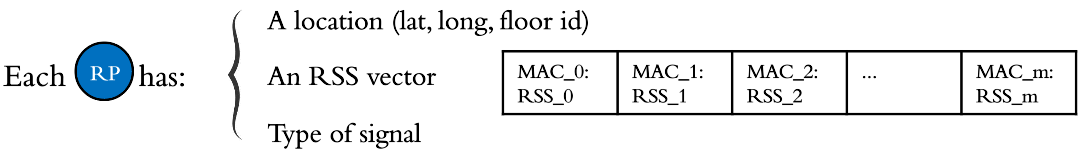 A location (lat, long, floor id)
Each RP has:
An RSS vector
MAC_0: MAC_1: MAC_2: ... MAC_m:
RSS_0 RSS_1 RSS_2 RSS_m
Type of signal